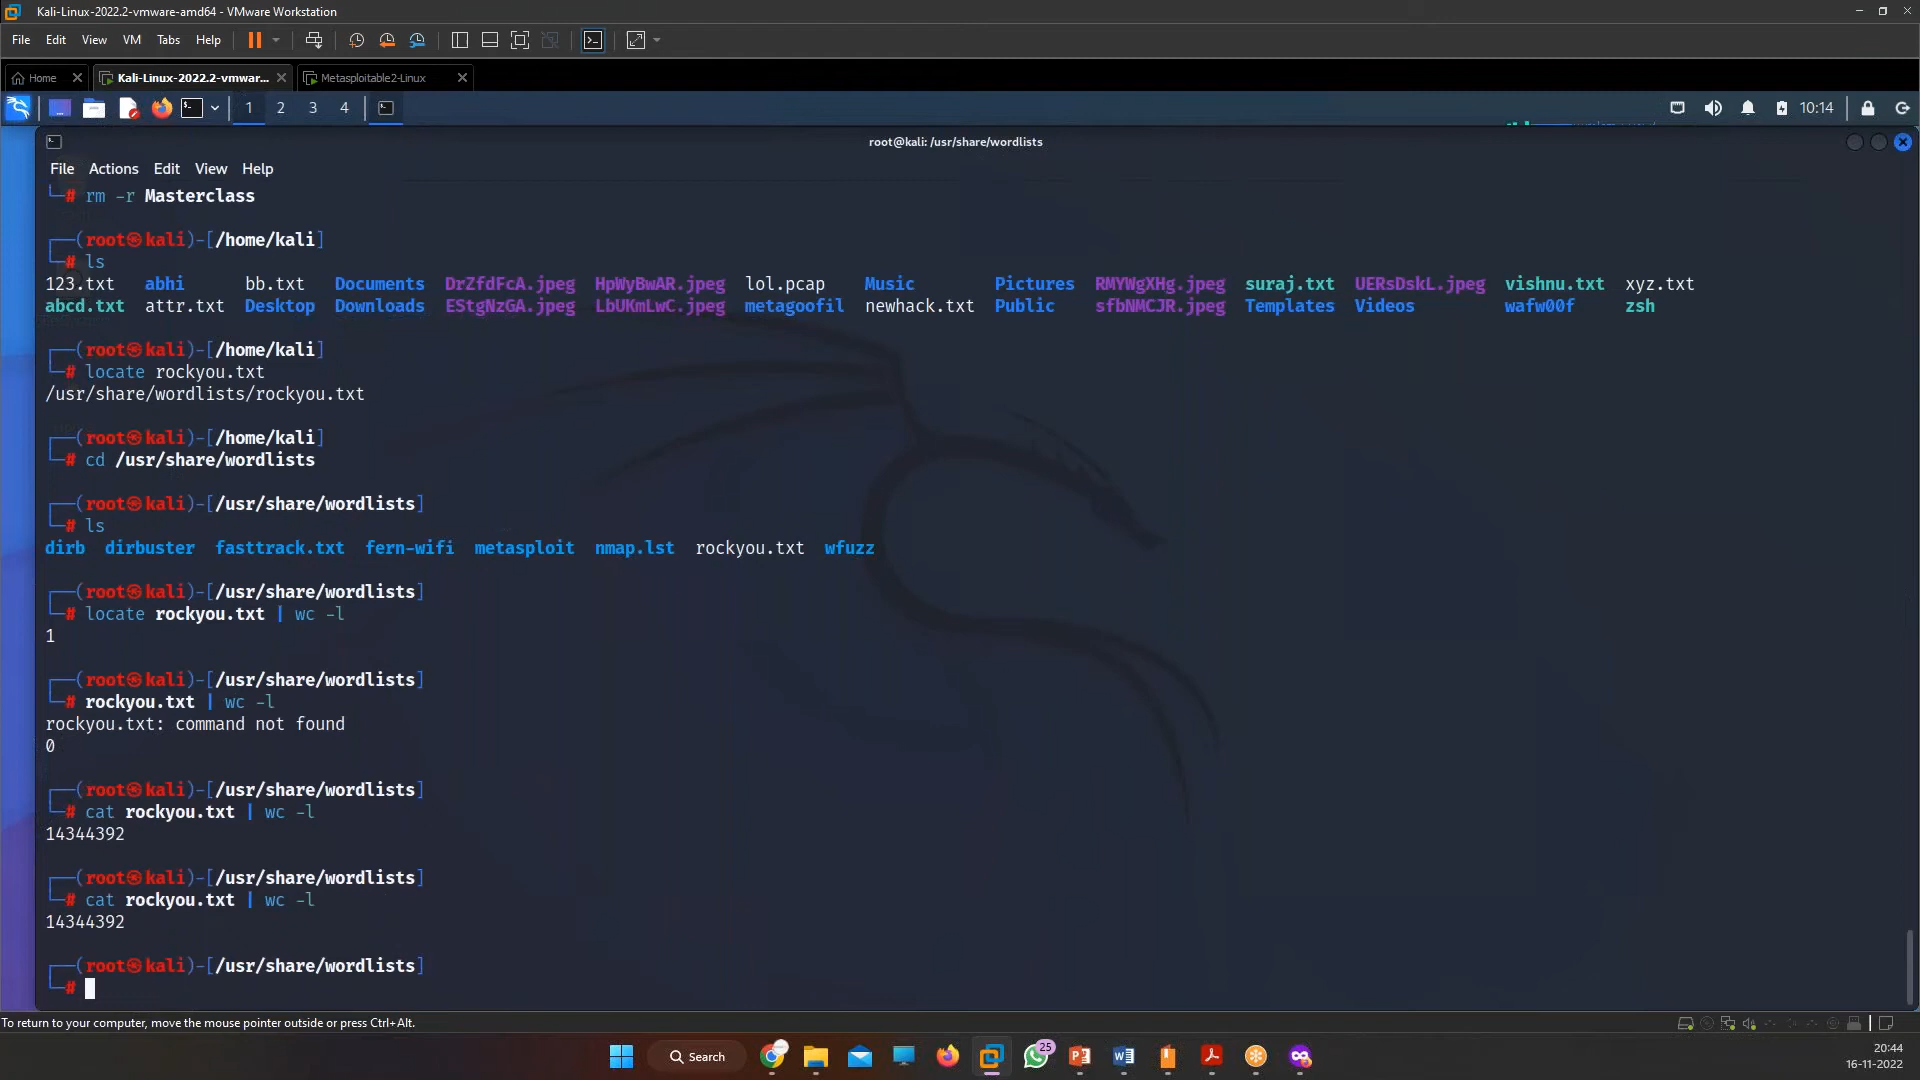 Kali-Linux-2022.2-vmware-amd64 - VMware Workstation
File Edit View VM Tabs Help
Home Kali-Linux-2022.2-vmwar... Metasploitable2-Linux
1 2 3 4 10:14
root@kali: /usr/share/wordlists
File Actions Edit View Help
└─# rm -r Masterclass
┌──(root㉿kali)-[/home/kali]
└─# ls
123.txt abhi bb.txt Documents DrZfdFcA.jpeg HpWyBwAR.jpeg lol.pcap Music Pictures RMYWgXHg.jpeg suraj.txt UERsDskL.jpeg vishnu.txt xyz.txt
abcd.txt attr.txt Desktop Downloads EStgNzGA.jpeg LbUKmLwC.jpeg metagoofil newhack.txt Public sfbNMCJR.jpeg Templates Videos wafw00f zsh
┌──(root㉿kali)-[/home/kali]
└─# locate rockyou.txt
/usr/share/wordlists/rockyou.txt
┌──(root㉿kali)-[/home/kali]
└─# cd /usr/share/wordlists
┌──(root㉿kali)-[/usr/share/wordlists]
└─# ls
dirb dirbuster fasttrack.txt fern-wifi metasploit nmap.lst rockyou.txt wfuzz
┌──(root㉿kali)-[/usr/share/wordlists]
└─# locate rockyou.txt | wc -l
1
┌──(root㉿kali)-[/usr/share/wordlists]
└─# rockyou.txt | wc -l
rockyou.txt: command not found
0
┌──(root㉿kali)-[/usr/share/wordlists]
└─# cat rockyou.txt | wc -l
14344392
┌──(root㉿kali)-[/usr/share/wordlists]
└─# cat rockyou.txt | wc -l
14344392
┌──(root㉿kali)-[/usr/share/wordlists]
└─#
To return to your computer, move the mouse pointer outside or press Ctrl+Alt.
Search 25 20:44
16-11-2022